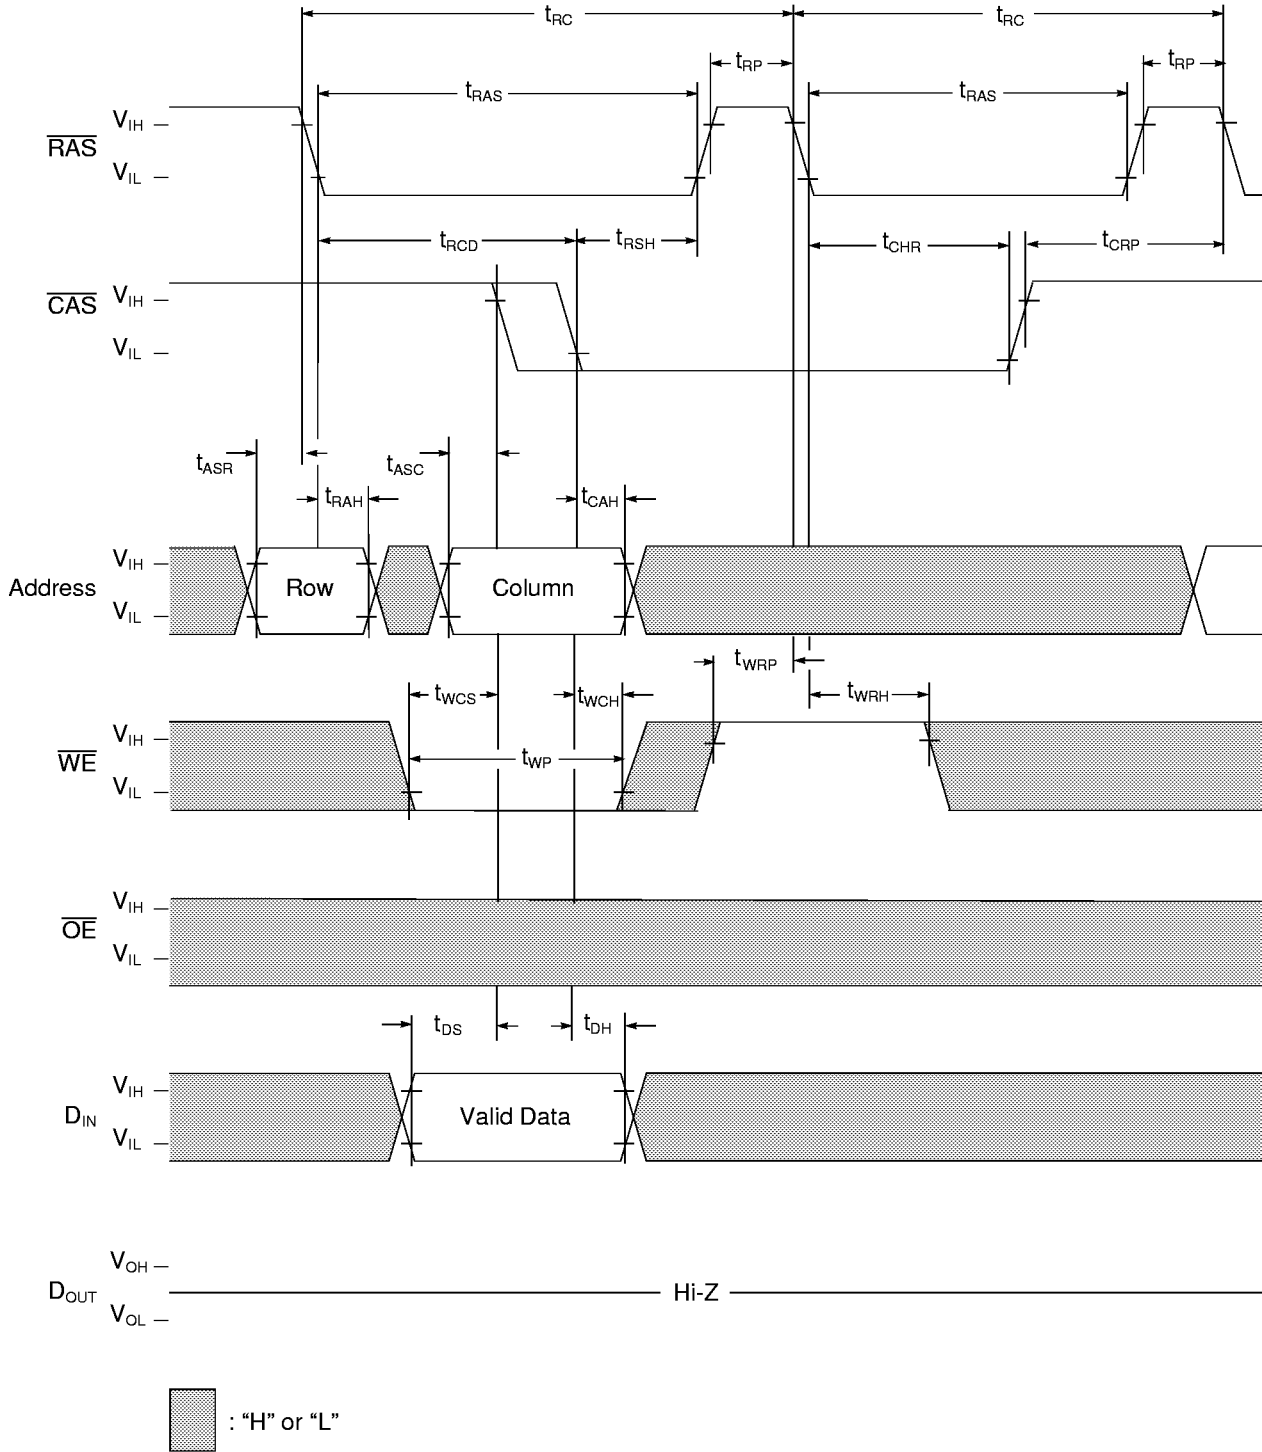 tRC tRC
tRP tRP
tRAS tRAS
VIH
RAS
VIL
tRCD tRSH tCHR tCRP
VIH
CAS
VIL
tASR tASC
tRAH tCAH
VIH
Address Row Column
VIL
tWRP
tWCS tWCH tWRH
VIH
WE tWP
VIL
VIH
OE
VIL
tDS tDH
VIH
DIN Valid Data
VIL
VOH
DOUT Hi-Z
VOL
: “H” or “L”